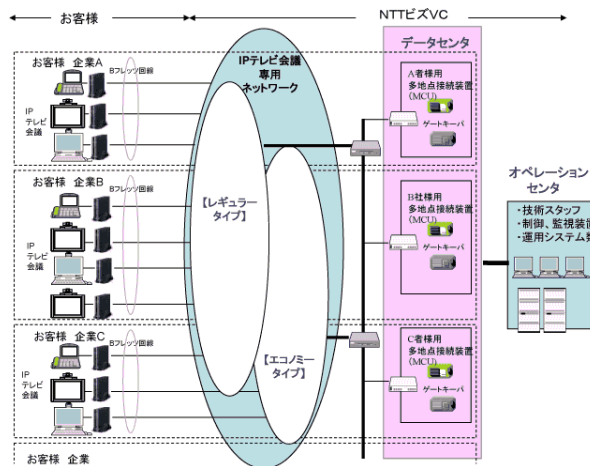 お客様
NTTビズVC
IPテレビ会議
専用
ネットワーク
データセンタ
お客様 企業A
Bフレッツ回線
IP
テレビ
会議
A者様用
多地点接続装置
(MCU)
ゲートキーパ
お客様 企業B
Bフレッツ回線
IP
テレビ
会議
【レギュラー
タイプ】
B社様用
多地点接続装置
(MCU)
ゲートキーパ
オペレーション
センタ
・技術スタッフ
・制御、監視装置
・運用システム数
お客様 企業C
Bフレッツ回線
IP
テレビ
会議
【エコノミー
タイプ】
C者様用
多地点接続装置
(MCU)
ゲートキーパ
お客様 企業